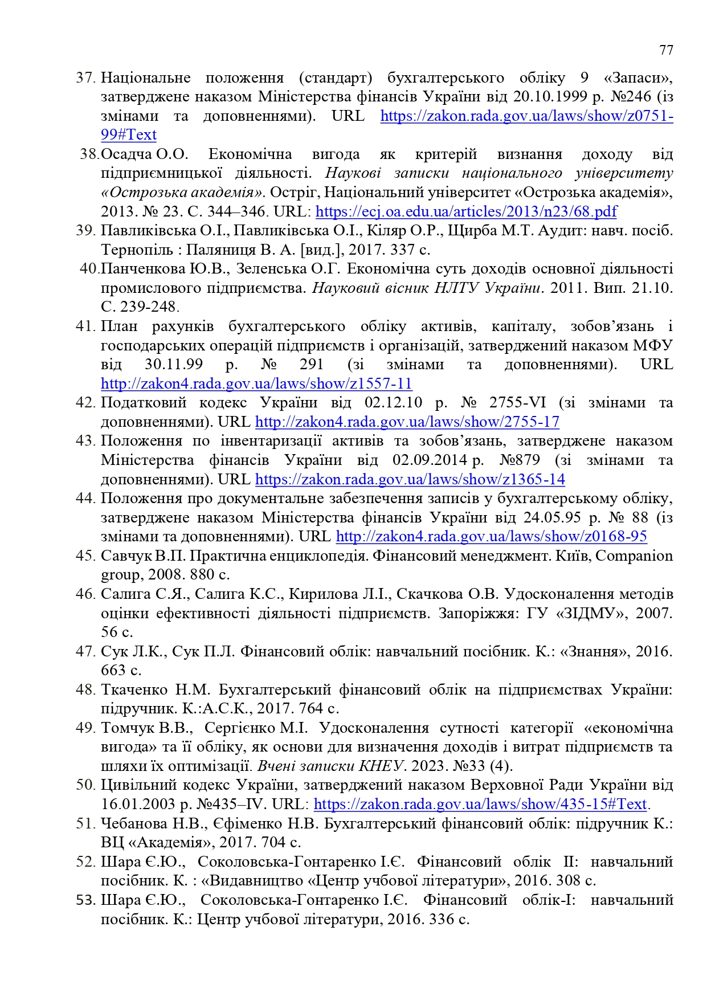 77
37. Національне положення (стандарт) бухгалтерського обліку 9 «Запаси»,
затверджене наказом Міністерства фінансів України від 20.10.1999 р. №246 (із
змінами та доповненнями). URL https://zakon.rada.gov.ua/laws/show/z0751-
99#Text
38.Осадча О.О. Економічна вигода як критерій визнання доходу від
підприємницької діяльності. Наукові записки національного університету
«Острозька академія». Остріг, Національний університет «Острозька академія»,
2013. № 23. С. 344–346. URL: https://ecj.oa.edu.ua/articles/2013/n23/68.pdf
39. Павликівська О.І., Павликівська О.І., Кіляр О.Р., Щирба М.Т. Аудит: навч. посіб.
Тернопіль : Паляниця В. А. [вид.], 2017. 337 с.
40.Панченкова Ю.В., Зеленська О.Г. Економічна суть доходів основної діяльності
промислового підприємства. Науковий вісник НЛТУ України. 2011. Вип. 21.10.
С. 239-248.
41. План рахунків бухгалтерського обліку активів, капіталу, зобов’язань і
господарських операцій підприємств і організацій, затверджений наказом МФУ
від 30.11.99 р. № 291 (зі змінами та доповненнями). URL
http://zakon4.rada.gov.ua/laws/show/z1557-11
42. Податковий кодекс України від 02.12.10 р. № 2755-VI (зі змінами та
доповненнями). URL http://zakon4.rada.gov.ua/laws/show/2755-17
43. Положення по інвентаризації активів та зобов’язань, затверджене наказом
Міністерства фінансів України від 02.09.2014 р. №879 (зі змінами та
доповненнями). URL https://zakon.rada.gov.ua/laws/show/z1365-14
44. Положення про документальне забезпечення записів у бухгалтерському обліку,
затверджене наказом Міністерства фінансів України від 24.05.95 р. № 88 (із
змінами та доповненнями). URL http://zakon4.rada.gov.ua/laws/show/z0168-95
45. Савчук В.П. Практична енциклопедія. Фінансовий менеджмент. Київ, Companion
group, 2008. 880 с.
46. Салига С.Я., Салига К.С., Кирилова Л.І., Скачкова О.В. Удосконалення методів
оцінки ефективності діяльності підприємств. Запоріжжя: ГУ «ЗІДМУ», 2007.
56 с.
47. Сук Л.К., Сук П.Л. Фінансовий облік: навчальний посібник. К.: «Знання», 2016.
663 с.
48. Ткаченко Н.М. Бухгалтерський фінансовий облік на підприємствах України:
підручник. К.:А.С.К., 2017. 764 с.
49. Томчук В.В., Сергієнко М.І. Удосконалення сутності категорії «економічна
вигода» та її обліку, як основи для визначення доходів і витрат підприємств та
шляхи їх оптимізації. Вчені записки КНЕУ. 2023. №33 (4).
50. Цивільний кодекс України, затверджений наказом Верховної Ради України від
16.01.2003 р. №435–IV. URL: https://zakon.rada.gov.ua/laws/show/435-15#Text.
51. Чебанова Н.В., Єфіменко Н.В. Бухгалтерський фінансовий облік: підручник К.:
ВЦ «Академія», 2017. 704 с.
52. Шара Є.Ю., Соколовська-Гонтаренко І.Є. Фінансовий облік II: навчальний
посібник. К. : «Видавництво «Центр учбової літератури», 2016. 308 с.
53. Шара Є.Ю., Соколовська-Гонтаренко І.Є. Фінансовий облік-I: навчальний
посібник. К.: Центр учбової літератури, 2016. 336 с.